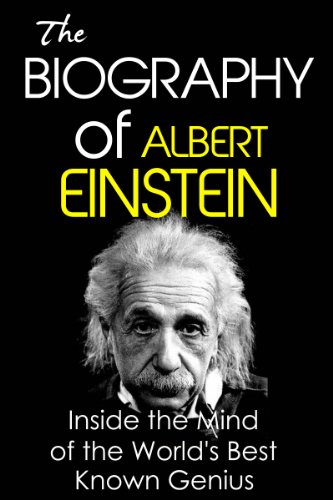 The
BIOGRAPHY
of ALBERT
EINSTEIN
Inside the Mind
of the World's Best
Known Genius